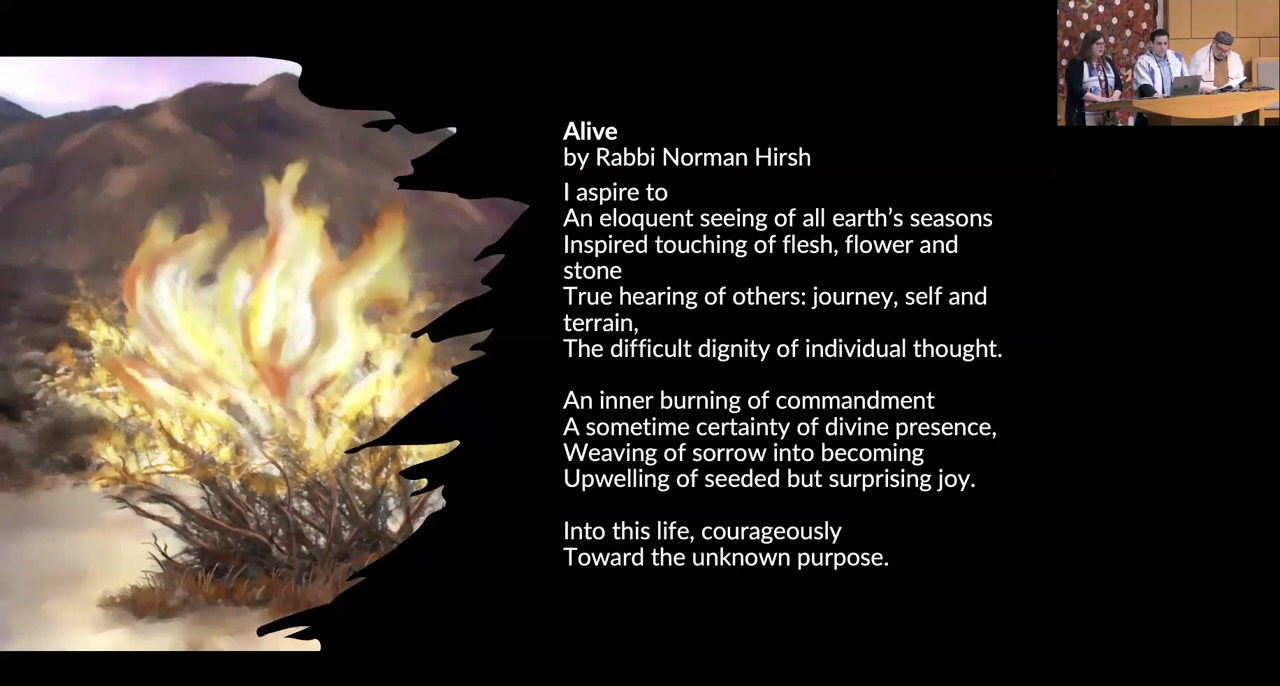 Alive
by Rabbi Norman Hirsh
I aspire to
An eloquent seeing of all earth’s seasons
Inspired touching of flesh, flower and
stone
True hearing of others: journey, self and
terrain,
The difficult dignity of individual thought.
An inner burning of commandment
A sometime certainty of divine presence,
Weaving of sorrow into becoming
Upwelling of seeded but surprising joy.
Into this life, courageously
Toward the unknown purpose.